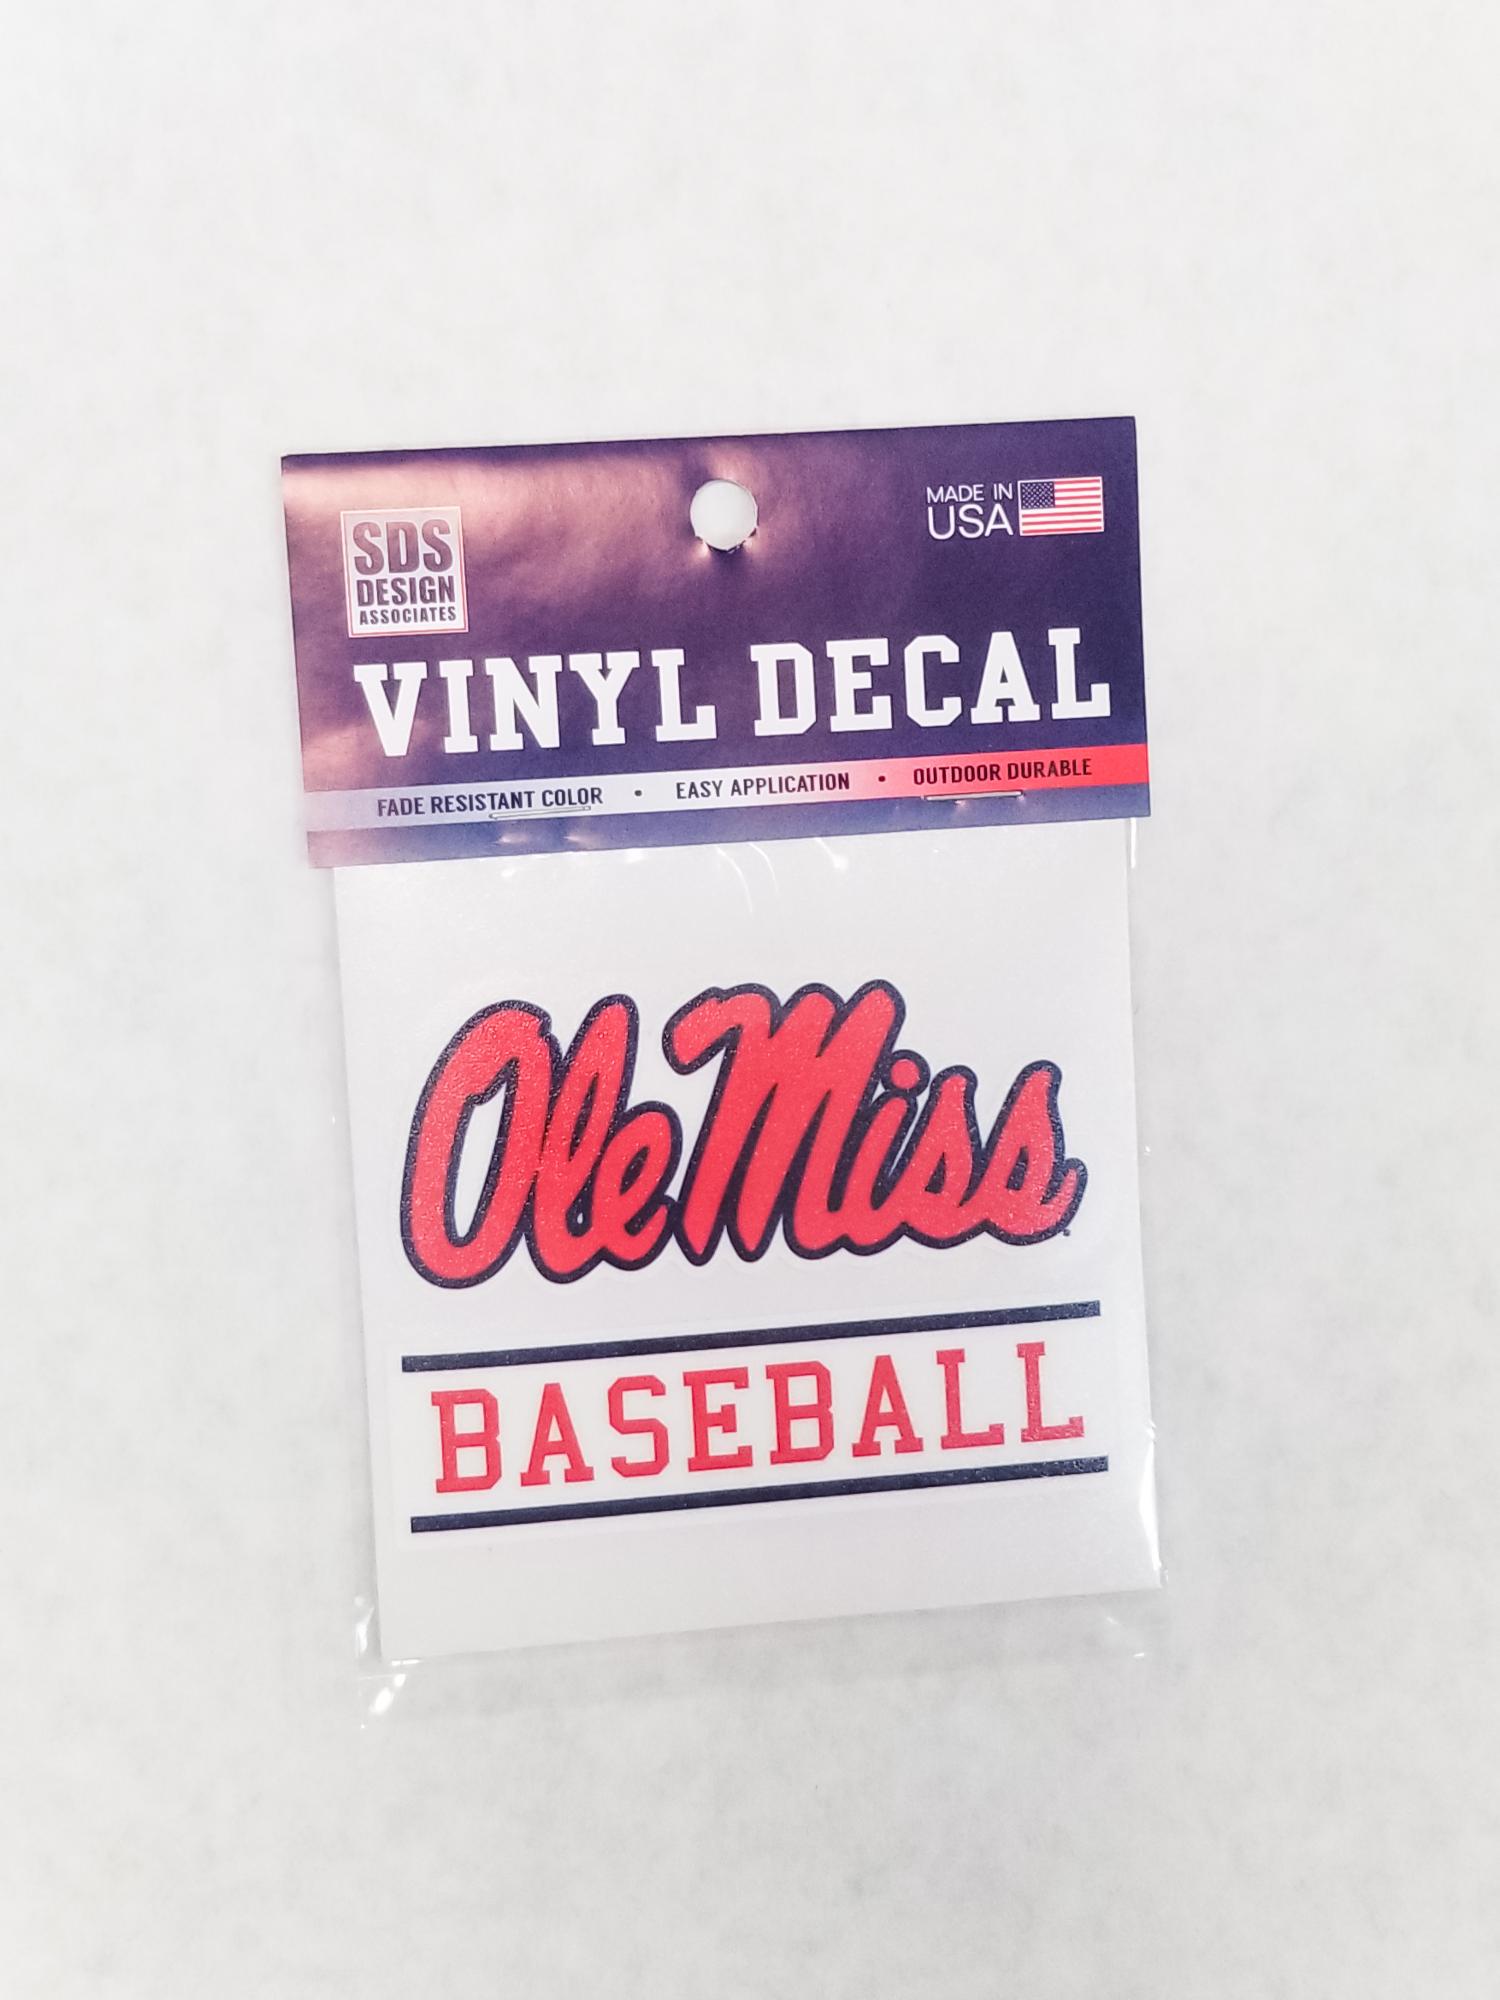 SDS
DESIGN
ASSOCIATES
MADE IN
USA
VINYL DECAL
FADE RESISTANT COLOR • EASY APPLICATION • OUTDOOR DURABLE
Ole Miss
BASEBALL